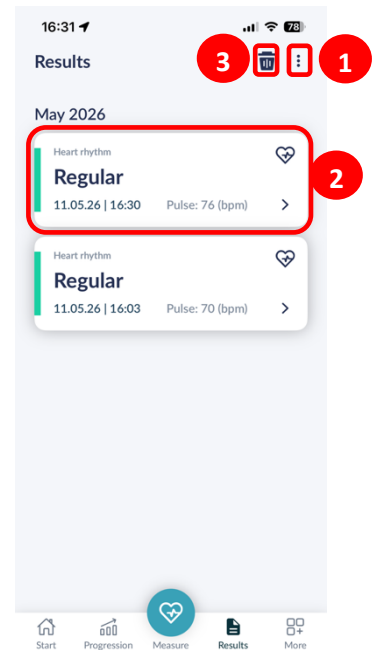 16:31
78
Results
3
1
May 2026
Heart rhythm
Regular
11.05.26 | 16:30 Pulse: 76 (bpm)
2
Heart rhythm
Regular
11.05.26 | 16:03 Pulse: 70 (bpm)
Start Progression Measure Results More